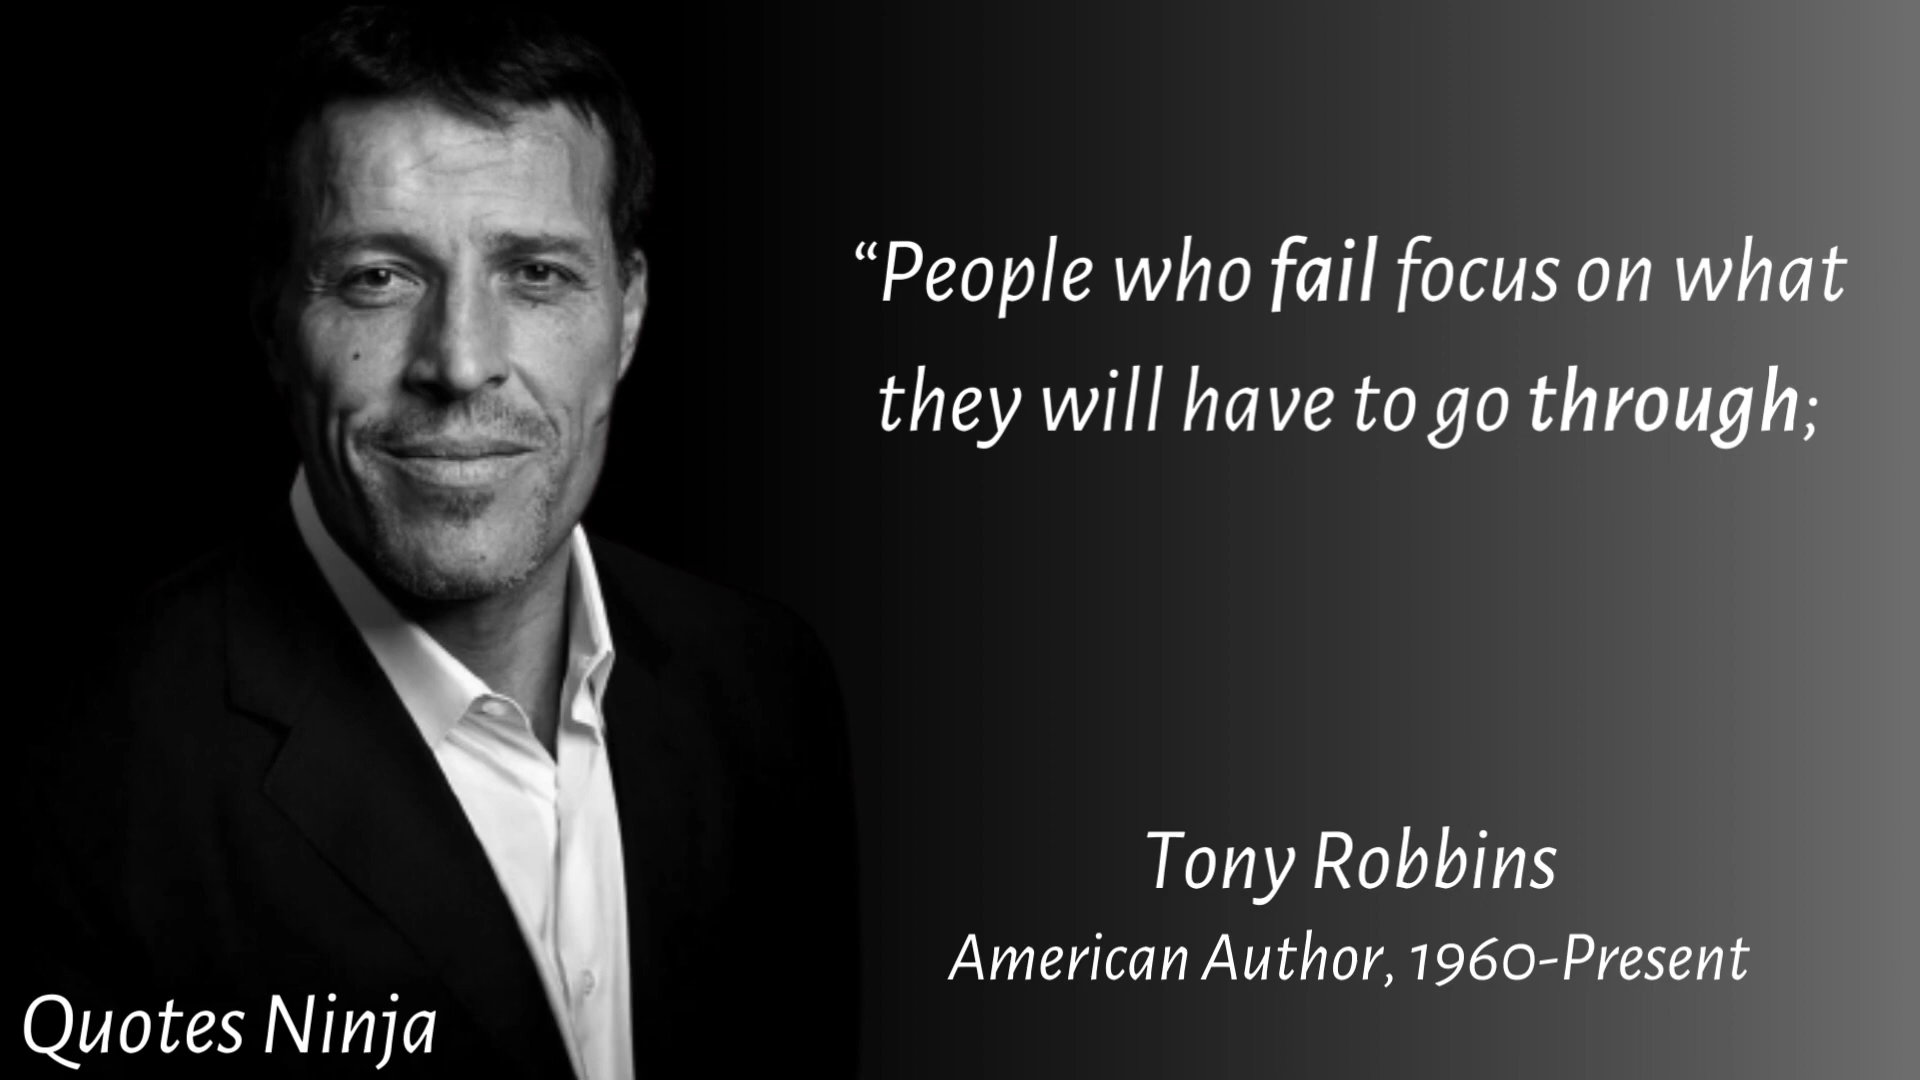 “People who fail focus on what
they will have to go through;
Tony Robbins
American Author, 1960-Present
Quotes Ninja